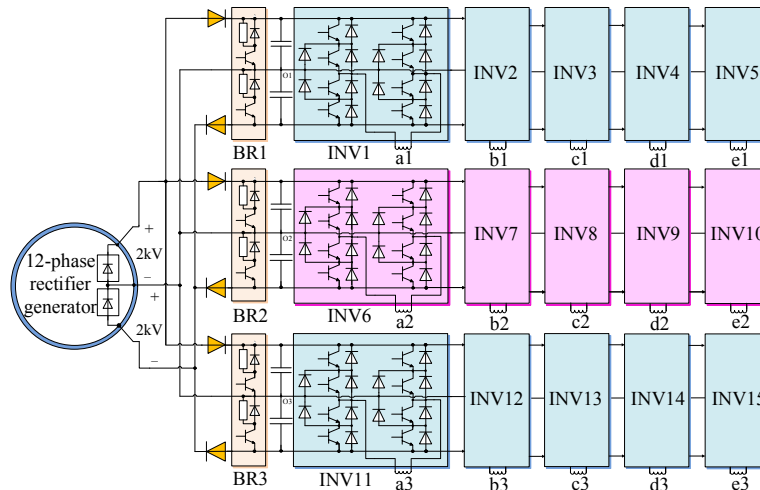 O1
INV2
INV3
INV4
INV5
BR1
INV1
a1
b1
c1
d1
e1
+
2kV
−
12-phase
rectifier
generator
+
2kV
−
O2
INV7
INV8
INV9
INV10
BR2
INV6
a2
b2
c2
d2
e2
O3
INV12
INV13
INV14
INV15
BR3
INV11
a3
b3
c3
d3
e3